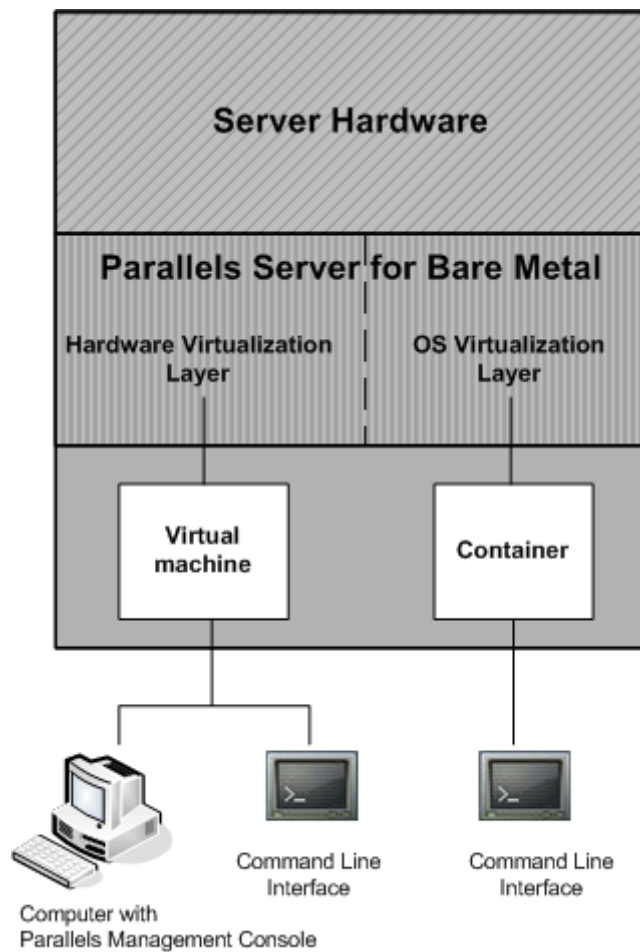 Server Hardware
Parallels Server for Bare Metal
Hardware Virtualization
Layer
OS Virtualization
Layer
Virtual
machine
Container
>_
>_
Command Line
Interface
Command Line
Interface
Computer with
Parallels Management Console